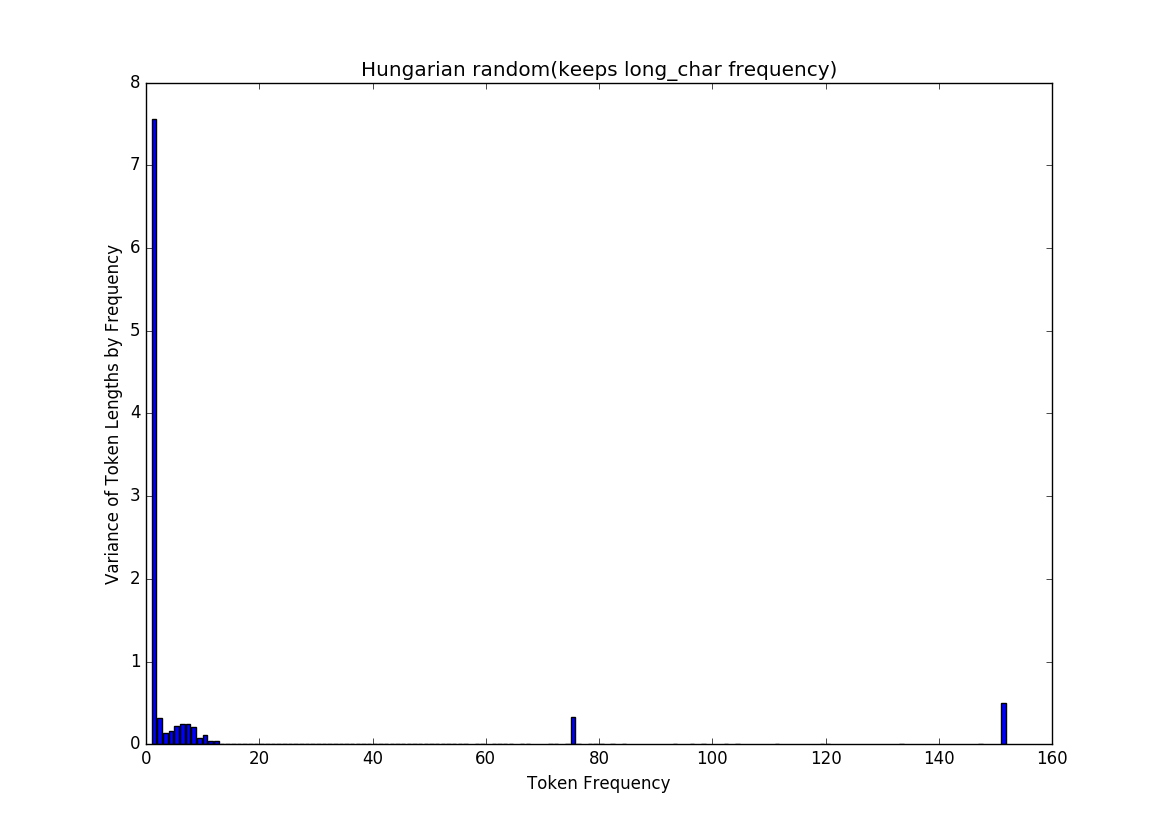 Hungarian random(keeps long_char frequency)
8
7
6
5
4
3
2
1
0
Variance of Token Lengths by Frequency
0 20 40 60 80 100 120 140 160
Token Frequency